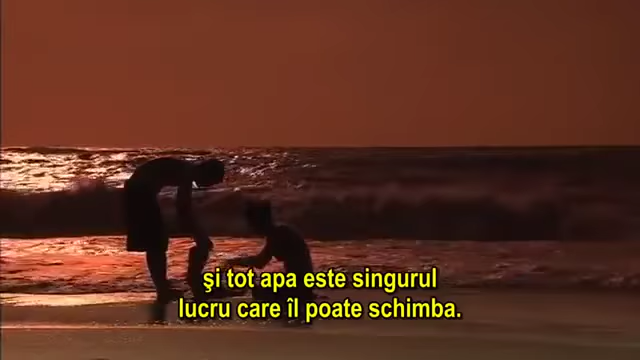 şi tot apa este singurul
lucru care îl poate schimba.